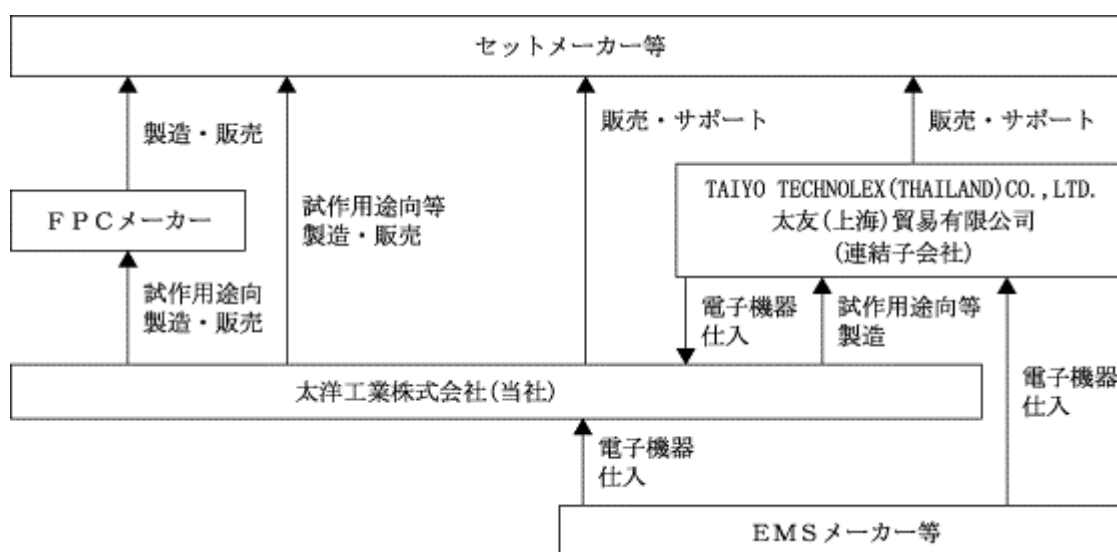 セットメーカー等
製造・販売
試作用途向等
製造・販売
販売・サポート
販売・サポート
ＦＰＣメーカー
TAIYO TECHNOLEX(THAILAND)CO.,LTD.
太友(上海)貿易有限公司
(連結子会社)
試作用途向
製造・販売
電子機器
仕入
試作用途向等
製造
電子機器
仕入
太洋工業株式会社(当社)
電子機器
仕入
ＥＭＳメーカー等